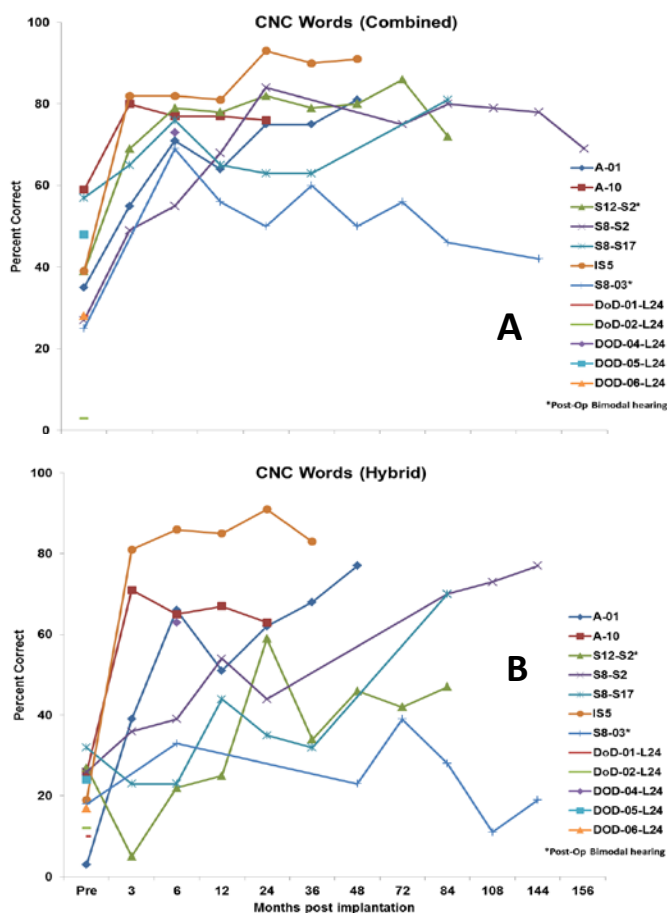 CNC Words (Combined)
100
80
60
40
20
0
Percent Correct
A
A-01
A-10
S12-S2*
S8-S2
S8-S17
IS5
S8-03*
DoD-01-L24
DoD-02-L24
DOD-04-L24
DOD-05-L24
DOD-06-L24
*Post-Op Bimodal hearing
CNC Words (Hybrid)
100
80
60
40
20
0
Percent Correct
B
A-01
A-10
S12-S2*
S8-S2
S8-S17
IS5
S8-03*
DoD-01-L24
DoD-02-L24
DOD-04-L24
DOD-05-L24
DOD-06-L24
*Post-Op Bimodal hearing
Pre 3 6 12 24 36 48 72 84 108 144 156
Months post implantation